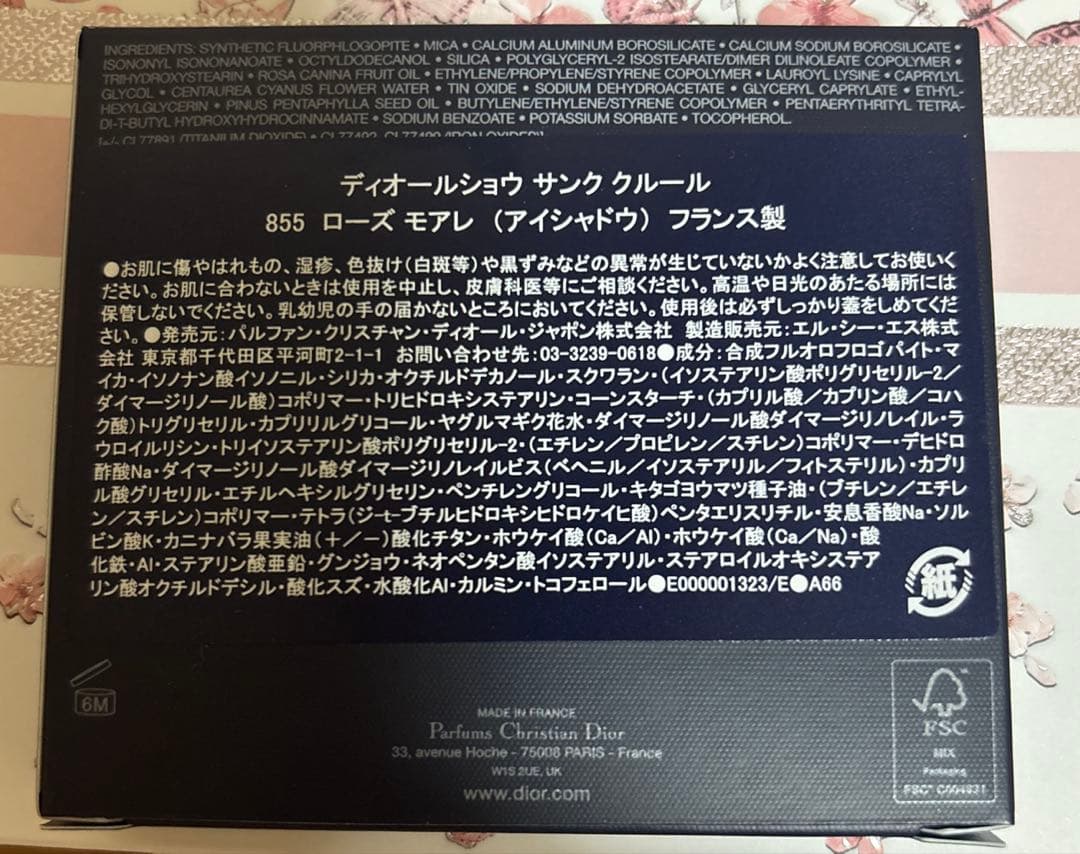 INGREDIENTS: SYNTHETIC FLUORPHLOGOPITE • MICA • CALCIUM ALUMINUM BOROSILICATE • CALCIUM SODIUM BOROSILICATE •
ISONONYL ISONONANOATE • OCTYLDODECANOL • SILICA • POLYGLYCERYL-2 ISOSTEARATE/DIMER DILINOLEATE COPOLYMER •
TRIHYDROXYSTEARIN • ROSA CANINA FRUIT OIL • ETHYLENE/PROPYLENE/STYRENE COPOLYMER • LAUROYL LYSINE • CAPRYLYL
GLYCOL • CENTAUREA CYANUS FLOWER WATER • TIN OXIDE • SODIUM DEHYDROACETATE • GLYCERYL CAPRYLATE • ETHYL-
HEXYLGLYCERIN • PINUS PENTAPHYLLA SEED OIL • BUTYLENE/ETHYLENE/STYRENE COPOLYMER • PENTAERYTHRITYL TETRA-
DI-T-BUTYL HYDROXYHYDROCINNAMATE • SODIUM BENZOATE • POTASSIUM SORBATE • TOCOPHEROL.
[+/- CI 77891 (TITANIUM DIOXIDE) • CI 77492, CI 77499 (IRON OXIDES)]
ディオールショウ サンク クルール
855 ローズ モアレ （アイシャドウ） フランス製
●お肌に傷やはれもの、湿疹、色抜け(白斑等)や黒ずみなどの異常が生じていないかよく注意してお使いく
ださい。お肌に合わないときは使用を中止し、皮膚科医等にご相談ください。高温や日光のあたる場所には
保管しないでください。乳幼児の手の届かないところにおいてください。使用後は必ずしっかり蓋をしめてくだ
さい。●発売元：パルファン・クリスチャン・ディオール・ジャポン株式会社 製造販売元：エル・シー・エス株式
会社 東京都千代田区平河町2-1-1 お問い合わせ先：03-3239-0618●成分：合成フルオロフロゴパイト・マ
イカ・イソノナン酸イソノニル・シリカ・オクチルドデカノール・スクワラン・(イソステアリン酸ポリグリセリル-2／
ダイマージリノール酸)コポリマー・トリヒドロキシステアリン・コーンスターチ・(カプリル酸／カプリン酸／コハ
ク酸)トリグリセリル・カプリリルグリコール・ヤグルマギク花水・ダイマージリノール酸ダイマージリノレイル・ラ
ウロイルリシン・トリイソステアリン酸ポリグリセリル-2・(エチレン／プロピレン／スチレン)コポリマー・デヒドロ
酢酸Na・ダイマージリノール酸ダイマージリノレイルビス(ベヘニル／イソステアリル／フィトステリル)・カプリ
ル酸グリセリル・エチルヘキシルグリセリン・ペンチレングリコール・キタゴヨウマツ種子油・(ブチレン／エチレ
ン／スチレン)コポリマー・テトラ(ジ-t-ブチルヒドロキシヒドロケイヒ酸)ペンタエリスリチル・安息香酸Na・ソル
ビン酸K・カニナバラ果実油(＋／－)酸化チタン・ホウケイ酸(Ca／Al)・ホウケイ酸(Ca／Na)・酸
化鉄・Al・ステアリン酸亜鉛・グンジョウ・ネオペンタン酸イソステアリル・ステアロイルオキシステア
リン酸オクチルドデシル・酸化スズ・水酸化Al・カルミン・トコフェロール●E000001323/E●A66
紙
6M
MADE IN FRANCE
Parfums Christian Dior
33, avenue Hoche - 75008 PARIS - France
W1S 2UE, UK
www.dior.com
FSC
MIX
Packaging
FSC® C004831